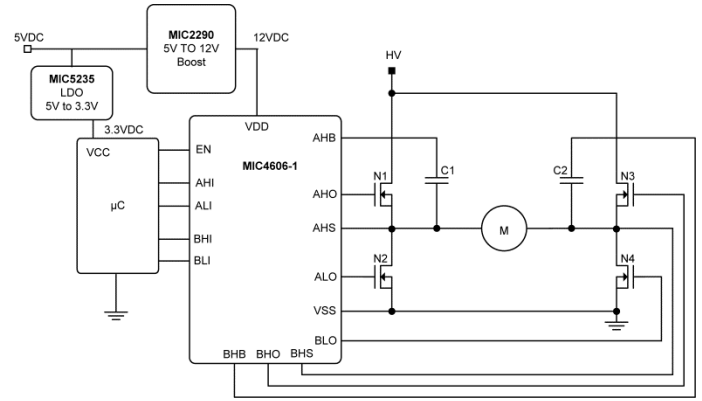 5VDC
MIC2290
5V TO 12V
Boost
12VDC
HV
MIC5235
LDO
5V to 3.3V
3.3VDC
VCC
µC
EN
AHI
ALI
BHI
BLI
VDD
MIC4606-1
AHB
AHO
AHS
ALO
VSS
BLO
BHB BHO BHS
C1
C2
N1
N3
M
N2
N4